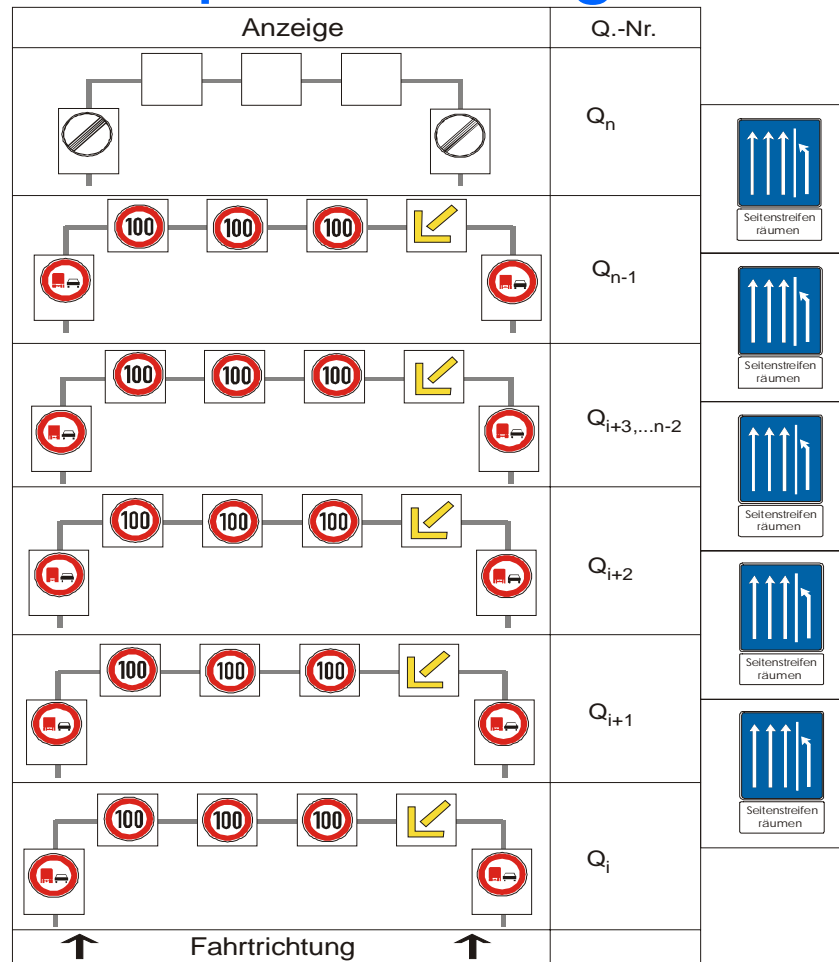 Anzeige Q.-Nr.
Qn
Seitenstreifen
räumen
100 100 100
Qn-1
Seitenstreifen
räumen
100 100 100
Qi+3,...n-2
Seitenstreifen
räumen
100 100 100
Qi+2
Seitenstreifen
räumen
100 100 100
Qi+1
Seitenstreifen
räumen
100 100 100
Qi
Fahrtrichtung